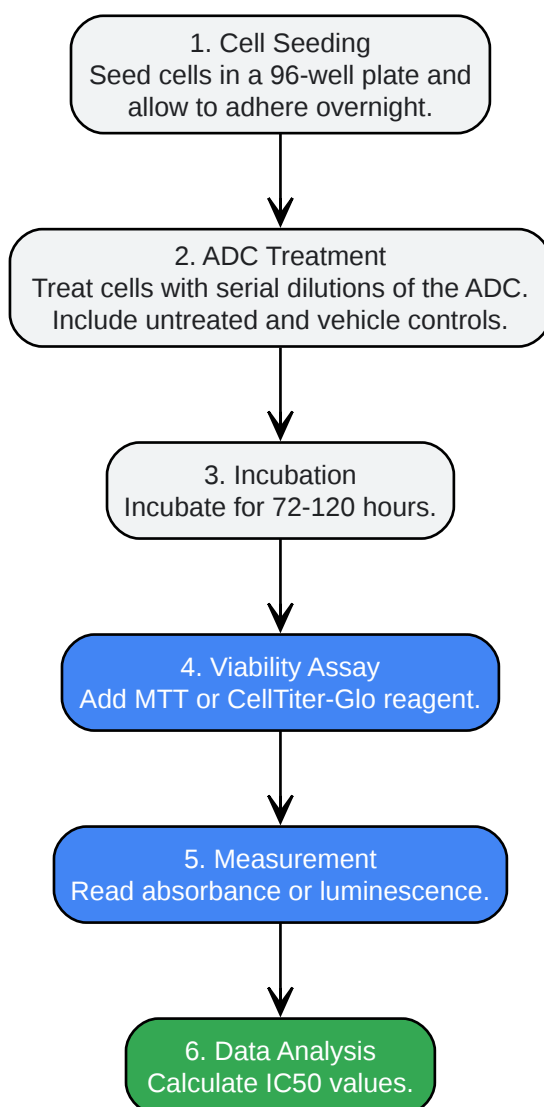 1. Cell Seeding
Seed cells in a 96-well plate and
allow to adhere overnight.
2. ADC Treatment
Treat cells with serial dilutions of the ADC.
Include untreated and vehicle controls.
3. Incubation
Incubate for 72-120 hours.
4. Viability Assay
Add MTT or CellTiter-Glo reagent.
5. Measurement
Read absorbance or luminescence.
6. Data Analysis
Calculate IC50 values.